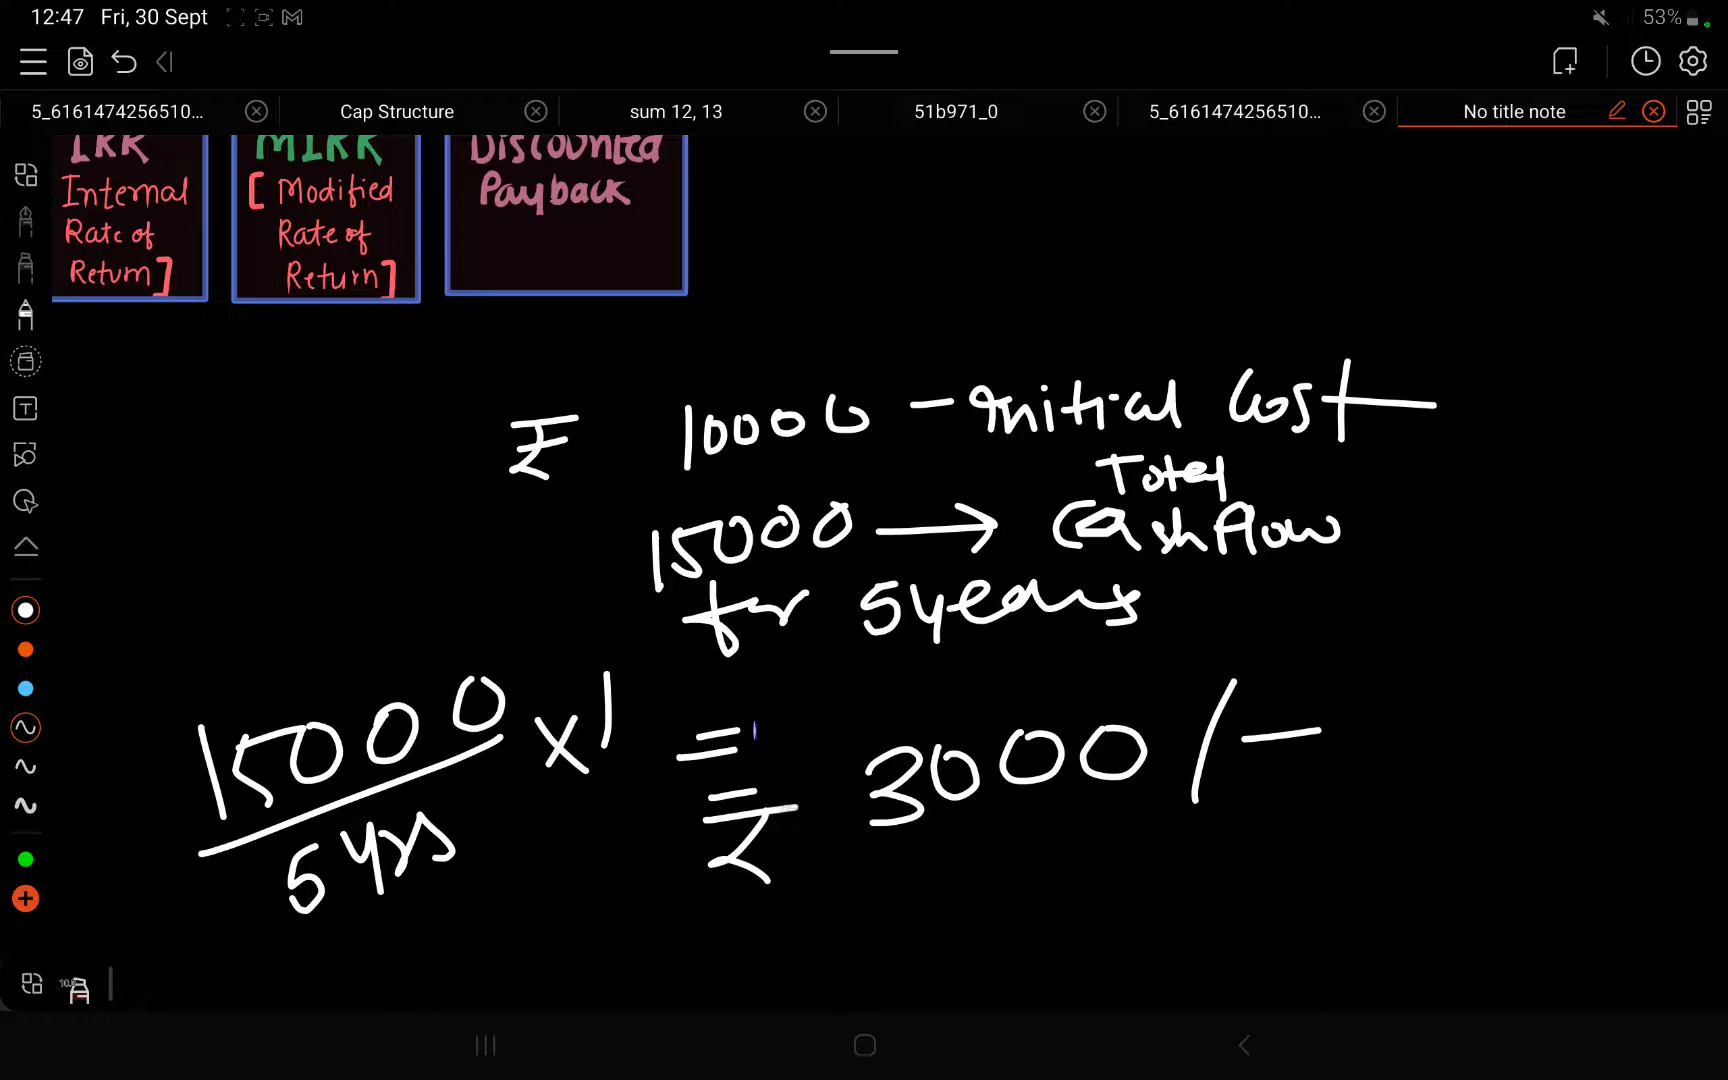 12:47 Fri, 30 Sept
53%
5_6161474256510...
Cap Structure
sum 12, 13
51b971_0
5_6161474256510...
No title note
IRR
Internal
Rate of
Return]
MIRR
[Modified
Rate of
Return]
Discounted
Payback
₹ 10000 - Initial Cost
Total
15000 → Cashflow
for 5 years
15000 x 1 = 3000/-
5 yrs
₹